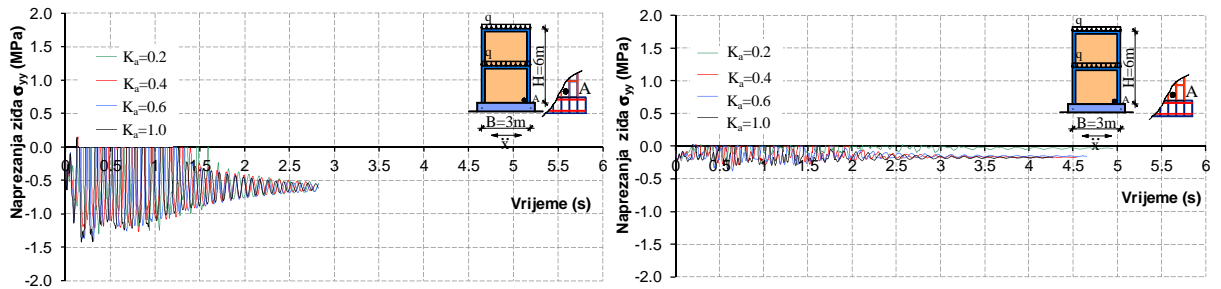 2.0
1.5
1.0
0.5
0.0
-0.5
-1.0
-1.5
2.0
Naprezanja ziđa σyy (MPa)
Ka=0.2
Ka=0.4
Ka=0.6
Ka=1.0
q
q
H=6m
A
A
B=3m
ẍ
0 0.5 1 1.5 2 2.5 3 3.5 4 4.5 5 5.5 6
Vrijeme (s)
2.0
1.5
1.0
0.5
0.0
-0.5
-1.0
-1.5
-2.0
Naprezanja ziđa σyy (MPa)
Ka=0.2
Ka=0.4
Ka=0.6
Ka=1.0
q
q
H=6m
A
A
B=3m
ẍ
0 0.5 1 1.5 2 2.5 3 3.5 4 4.5 5 5.5 6
Vrijeme (s)